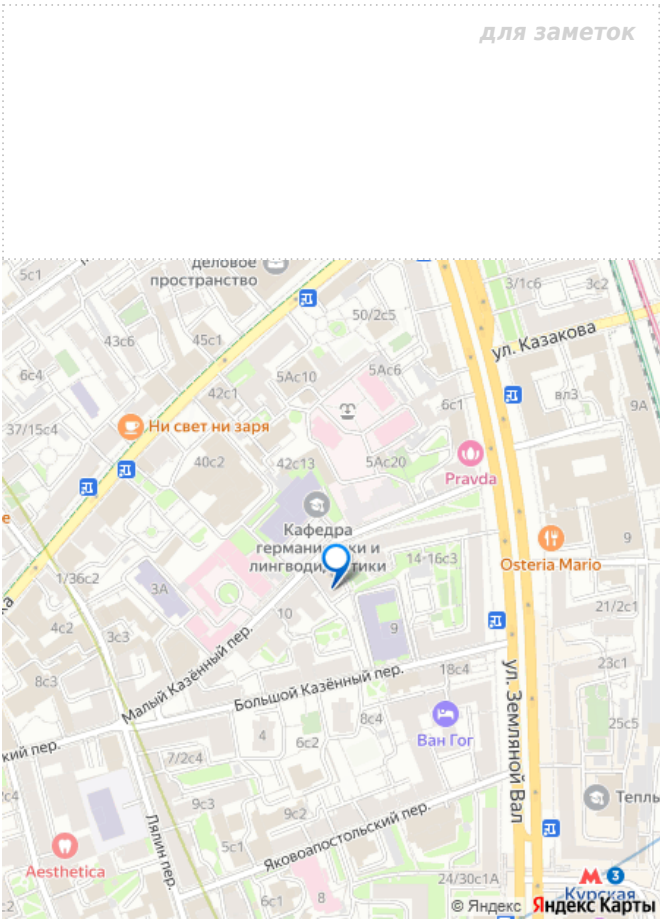 для заметок
деловое
пространство
5с1
3/1с6
3с2
50/2с5
ул. Казакова
43с6
45с1
6с4
5Ас10
5Ас6
42с1
6с1
вл3
9А
37/15с4
Ни свет ни заря
40с2
42с13
5Ас20
Pravda
Кафедра
германистики и
лингводидактики
Osteria Mario
9
14-16с3
1/36с2
3А
10
9
21/2с1
4с2
3с3
Малый Казённый пер.
18с4
23с1
8с3
Большой Казённый пер.
ул. Земляной Вал
8с4
Ван Гог
25с5
4
6с2
кий пер.
7/2с4
9с3
9с2
Лялин пер.
5с1
Яковоапостольский пер.
Aesthetica
24/30с1А
6с1
8
3
Курская
© Яндекс
Яндекс Карты